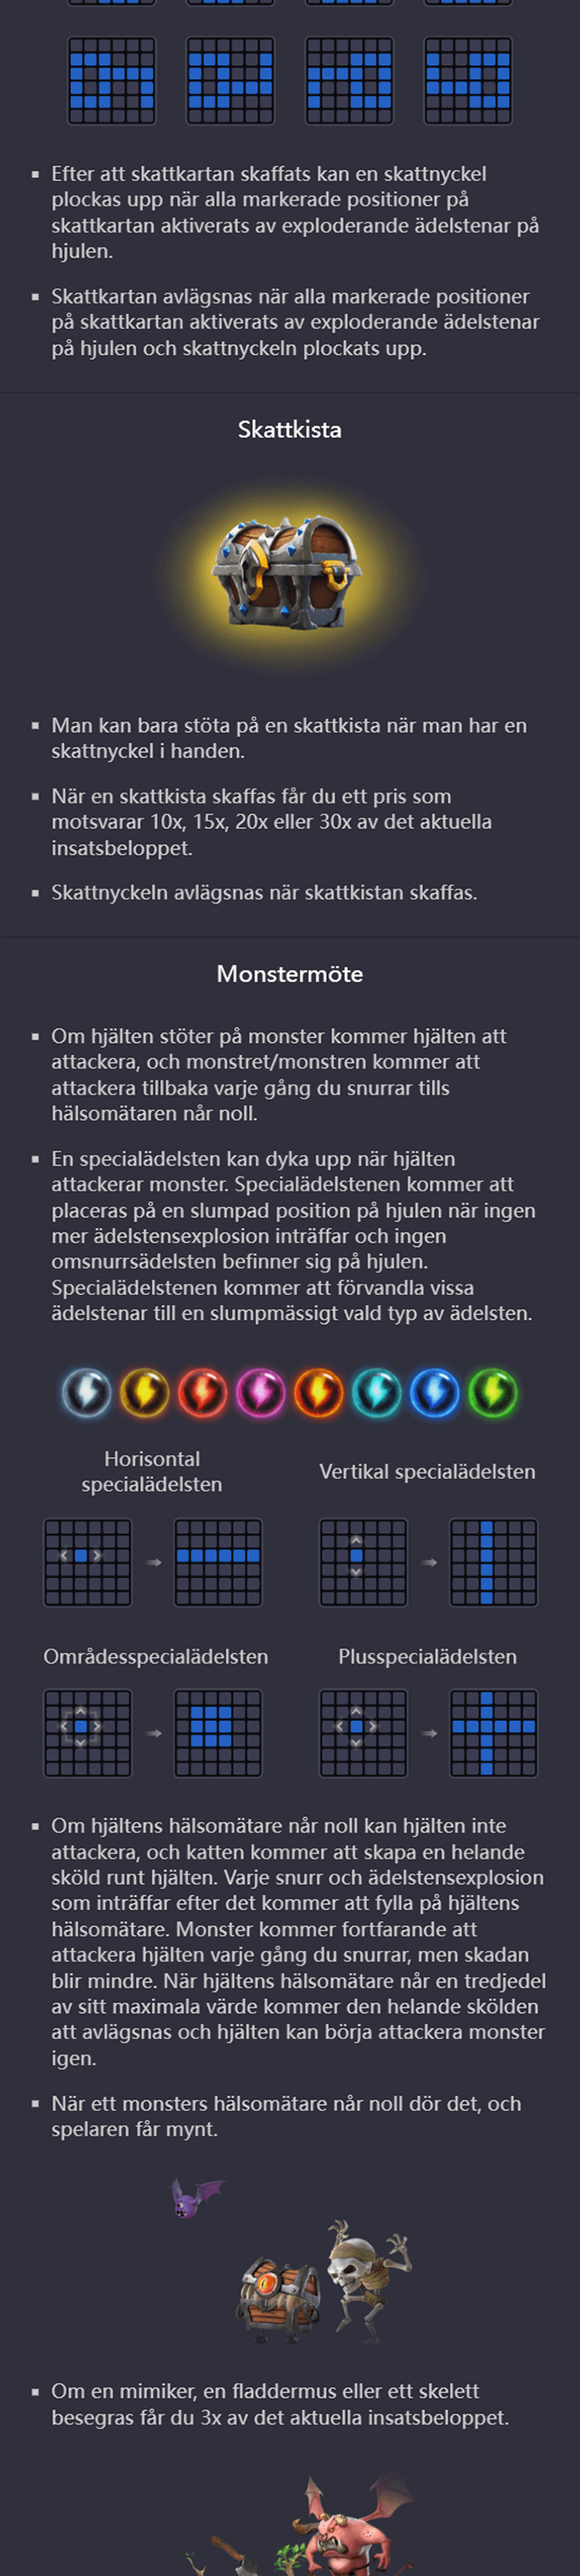 Efter att skattkartan skaffats kan en skattnyckel
plockas upp när alla markerade positioner på
skattkartan aktiverats av exploderande ädelstenar på
hjulen.
Skattkartan avlägsnas när alla markerade positioner
på skattkartan aktiverats av exploderande ädelstenar
på hjulen och skattnyckeln plockats upp.
Skattkista
Man kan bara stöta på en skattkista när man har en
skattnyckel i handen.
När en skattkista skaffas får du ett pris som
motsvarar 10x, 15x, 20x eller 30x av det aktuella
insatsbeloppet.
Skattnyckeln avlägsnas när skattkistan skaffas.
Monstermöte
Om hjälten stöter på monster kommer hjälten att
attackera, och monstret/monstren kommer att
attackera tillbaka varje gång du snurrar tills
hälsomätaren når noll.
En specialädelsten kan dyka upp när hjälten
attackerar monster. Specialädelstenen kommer att
placeras på en slumpad position på hjulen när ingen
mer ädelstensexplosion inträffar och ingen
omsnurrsädelsten befinner sig på hjulen.
Specialädelstenen kommer att förvandla vissa
ädelstenar till en slumpmässigt vald typ av ädelsten.
Horisontal
specialädelsten
Vertikal specialädelsten
Områdesspecialädelsten
Plusspecialädelsten
Om hjältens hälsomätare når noll kan hjälten inte
attackera, och katten kommer att skapa en helande
sköld runt hjälten. Varje snurr och ädelstensexplosion
som inträffar efter det kommer att fylla på hjältens
hälsomätare. Monster kommer fortfarande att
attackera hjälten varje gång du snurrar, men skadan
blir mindre. När hjältens hälsomätare når en tredjedel
av sitt maximala värde kommer den helande skölden
att avlägsnas och hjälten kan börja attackera monster
igen.
När ett monsters hälsomätare når noll dör det, och
spelaren får mynt.
Om en mimiker, en fladdermus eller ett skelett
besegras får du 3x av det aktuella insatsbeloppet.